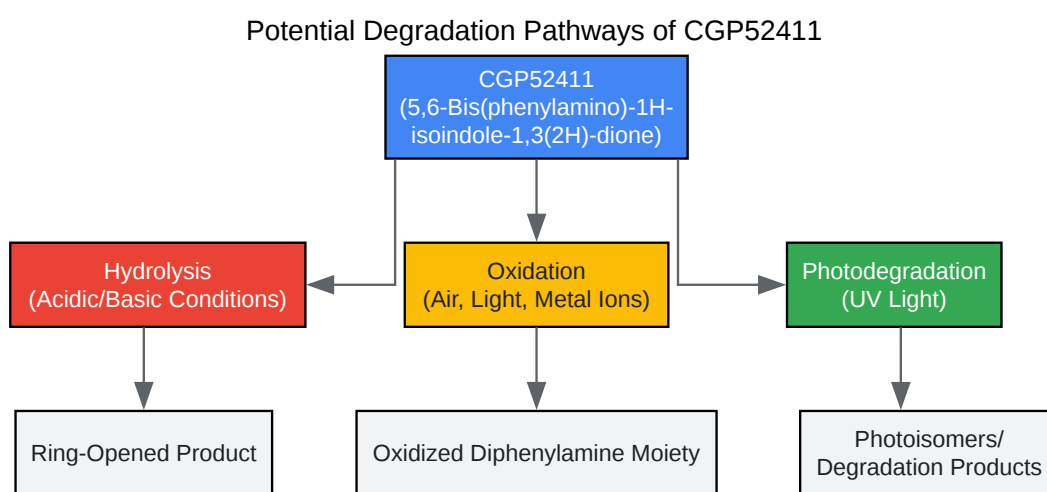 Potential Degradation Pathways of CGP52411
CGP52411
(5,6-Bis(phenylamino)-1H-
isoindole-1,3(2H)-dione)
Hydrolysis
(Acidic/Basic Conditions)
Oxidation
(Air, Light, Metal Ions)
Photodegradation
(UV Light)
Ring-Opened Product
Oxidized Diphenylamine Moiety
Photoisomers/
Degradation Products